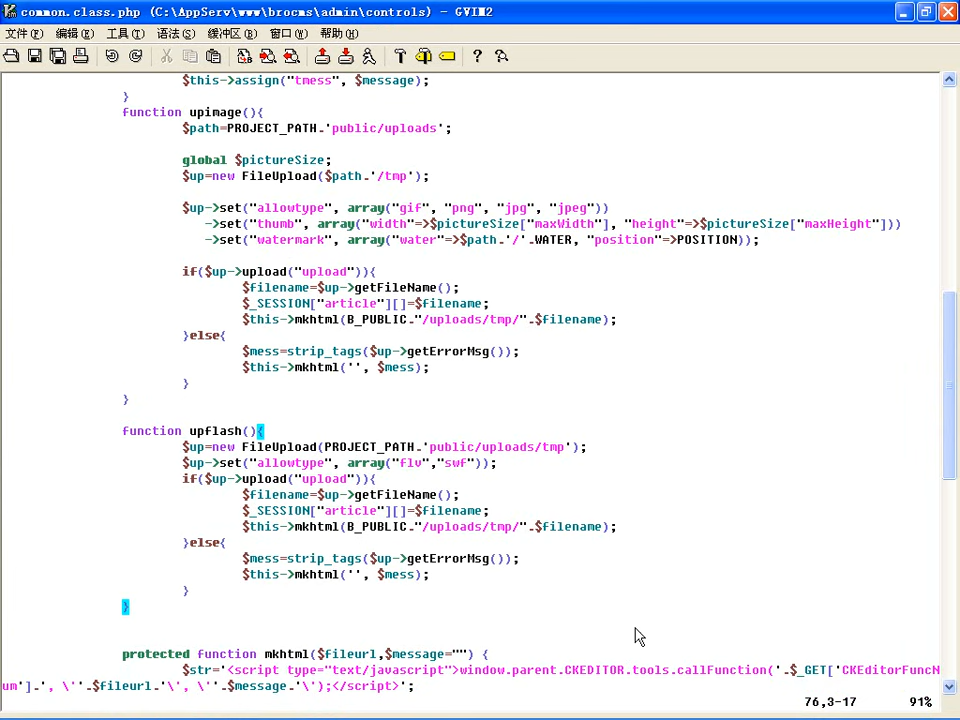 common.class.php (C:\AppServ\www\brocms\admin\controls) - GVIM2
文件(F) 编辑(E) 工具(T) 语法(S) 缓冲区(B) 窗口(W) 帮助(H)
$this->assign("tmess", $message);
}
function upimage(){
$path=PROJECT_PATH.'public/uploads';
global $pictureSize;
$up=new FileUpload($path.'/tmp');
$up->set("allowtype", array("gif", "png", "jpg", "jpeg"))
->set("thumb", array("width"=>$pictureSize["maxWidth"], "height"=>$pictureSize["maxHeight"]))
->set("watermark", array("water"=>$path.'/'.WATER, "position"=>POSITION));
if($up->upload("upload")){
$filename=$up->getFileName();
$_SESSION["article"][]=$filename;
$this->mkhtml(B_PUBLIC."/uploads/tmp/".$filename);
}else{
$mess=strip_tags($up->getErrorMsg());
$this->mkhtml('', $mess);
}
}
function upflash(){
$up=new FileUpload(PROJECT_PATH.'public/uploads/tmp');
$up->set("allowtype", array("flv","swf"));
if($up->upload("upload")){
$filename=$up->getFileName();
$_SESSION["article"][]=$filename;
$this->mkhtml(B_PUBLIC."/uploads/tmp/".$filename);
}else{
$mess=strip_tags($up->getErrorMsg());
$this->mkhtml('', $mess);
}
}
protected function mkhtml($fileurl,$message="") {
$str='<script type="text/javascript">window.parent.CKEDITOR.tools.callFunction('.$_GET['CKEditorFuncN
um'].', \''.$fileurl.'\', \''.$message.'\');</script>';
76,3-17 91%